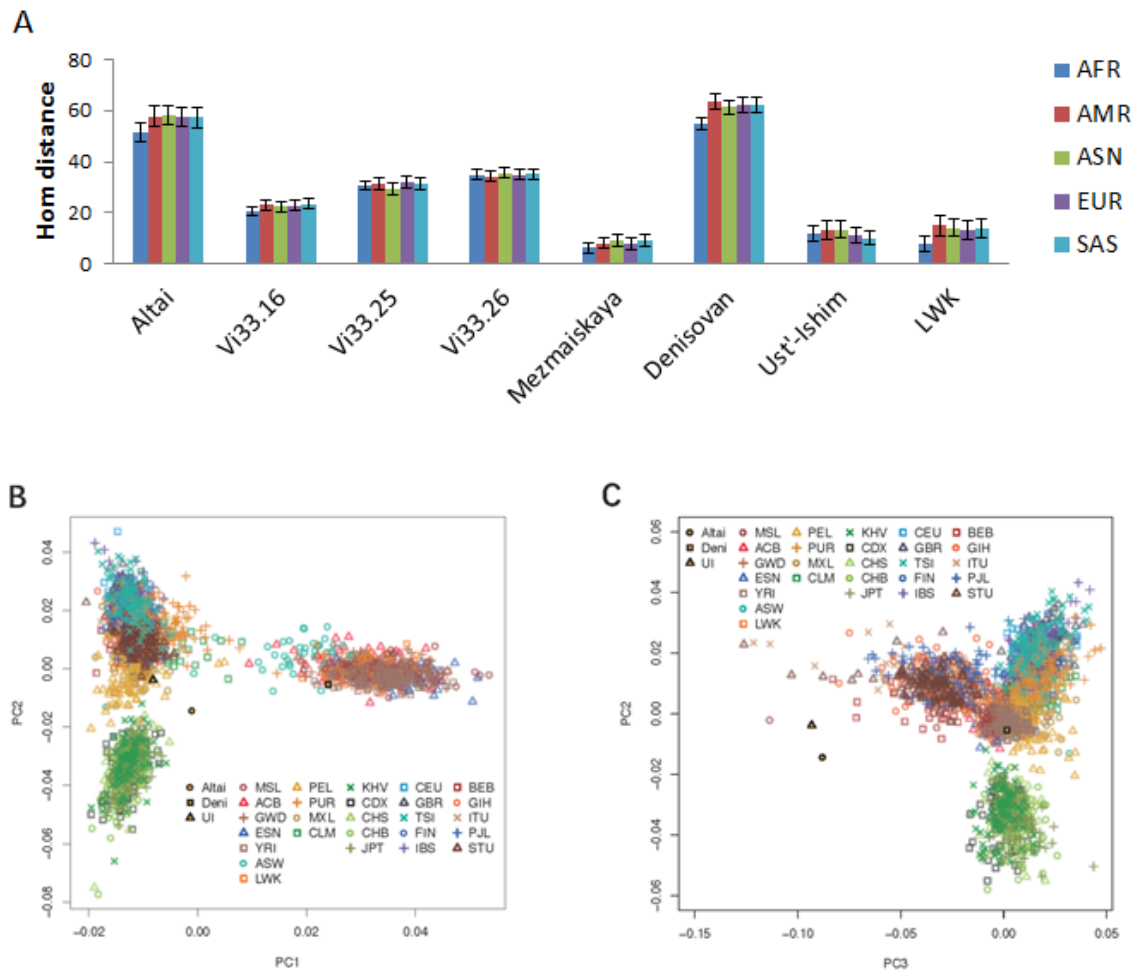 A
Hom distance
80
60
40
20
0
Altai
Vi33.16
Vi33.25
Vi33.26
Mezmaiskaya
Denisovan
Ust'-Ishim
LWK
AFR
AMR
ASN
EUR
SAS
B
PC2
0.04
0.02
0.00
−0.02
−0.04
−0.06
−0.08
−0.02 0.00 0.02 0.04
PC1
Altai MSL PEL KHV CEU BEB
Deni ACB PUR CDX GBR GIH
UI GWD MXL CHS TSI ITU
ESN CLM CHB FIN PJL
YRI JPT IBS STU
ASW
LWK
C
PC2
0.06
0.04
0.02
0.00
−0.02
−0.04
−0.06
−0.15 −0.10 −0.05 0.00 0.05
PC3
Altai MSL PEL KHV CEU BEB
Deni ACB PUR CDX GBR GIH
UI GWD MXL CHS TSI ITU
ESN CLM CHB FIN PJL
YRI JPT IBS STU
ASW
LWK